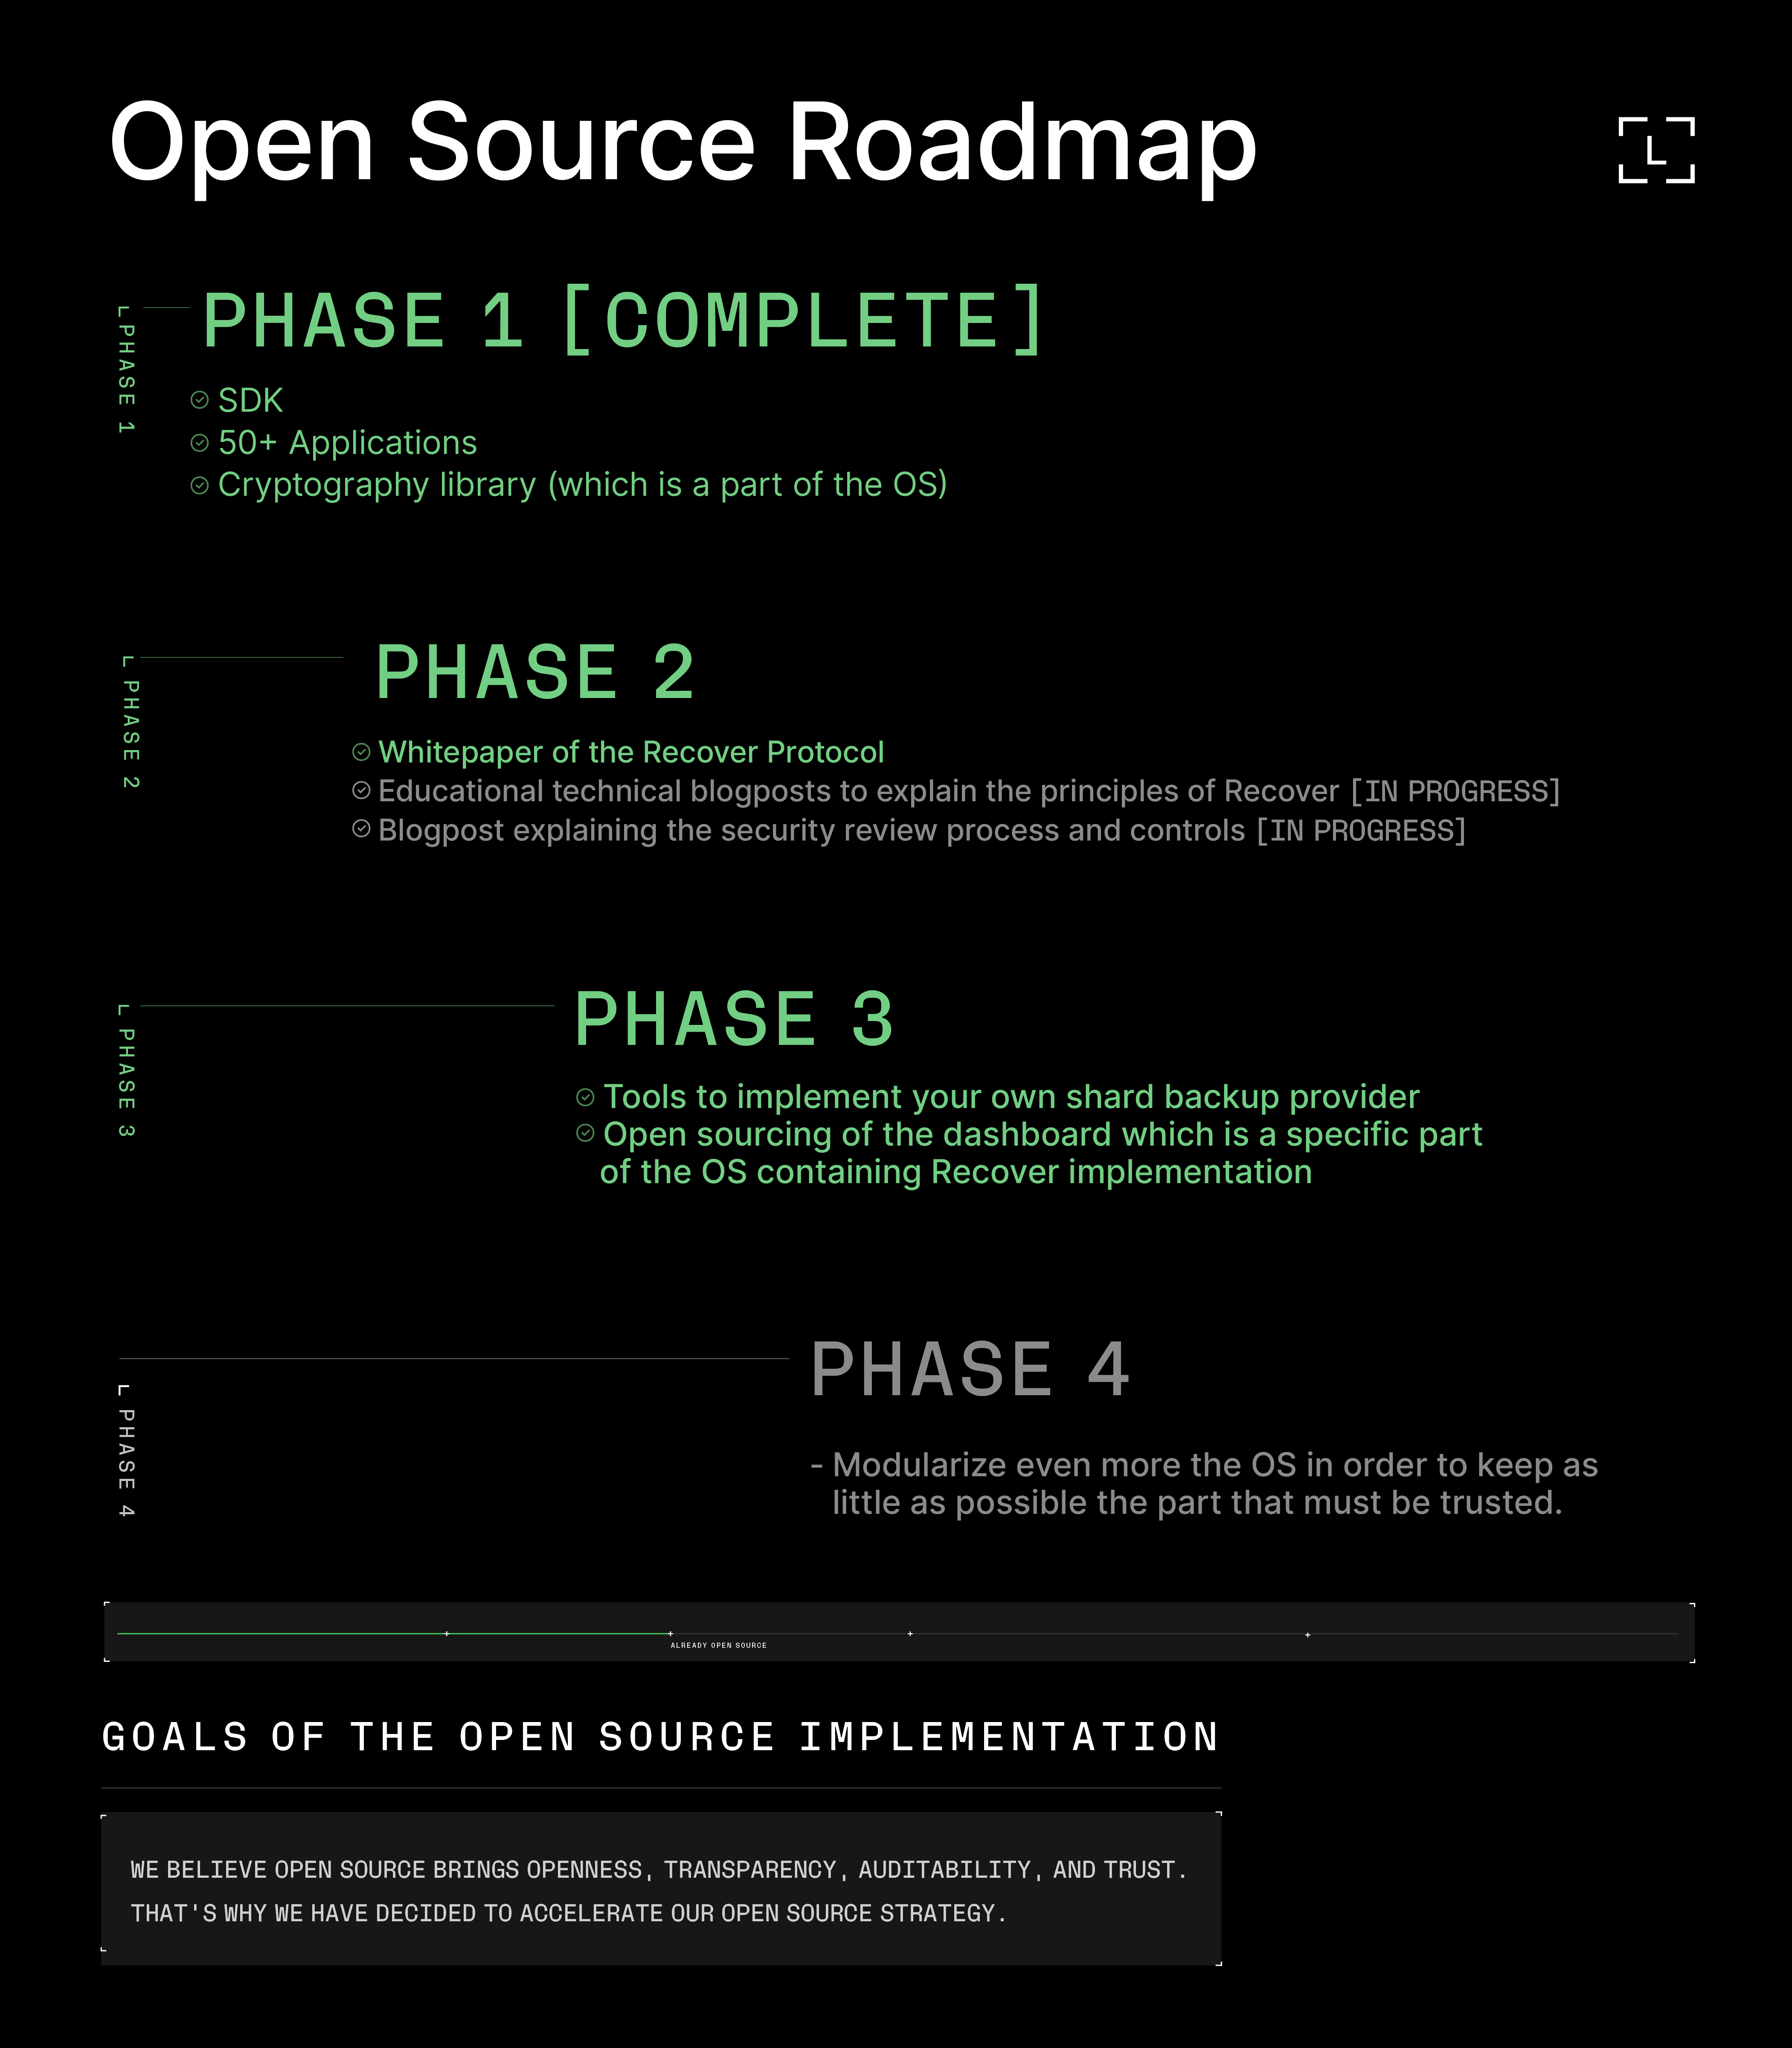 Open Source Roadmap
L
L PHASE 1
PHASE 1 [COMPLETE]
SDK
50+ Applications
Cryptography library (which is a part of the OS)
L PHASE 2
PHASE 2
Whitepaper of the Recover Protocol
Educational technical blogposts to explain the principles of Recover [IN PROGRESS]
Blogpost explaining the security review process and controls [IN PROGRESS]
L PHASE 3
PHASE 3
Tools to implement your own shard backup provider
Open sourcing of the dashboard which is a specific part
of the OS containing Recover implementation
L PHASE 4
PHASE 4
- Modularize even more the OS in order to keep as
little as possible the part that must be trusted.
ALREADY OPEN SOURCE
GOALS OF THE OPEN SOURCE IMPLEMENTATION
WE BELIEVE OPEN SOURCE BRINGS OPENNESS, TRANSPARENCY, AUDITABILITY, AND TRUST.
THAT'S WHY WE HAVE DECIDED TO ACCELERATE OUR OPEN SOURCE STRATEGY.